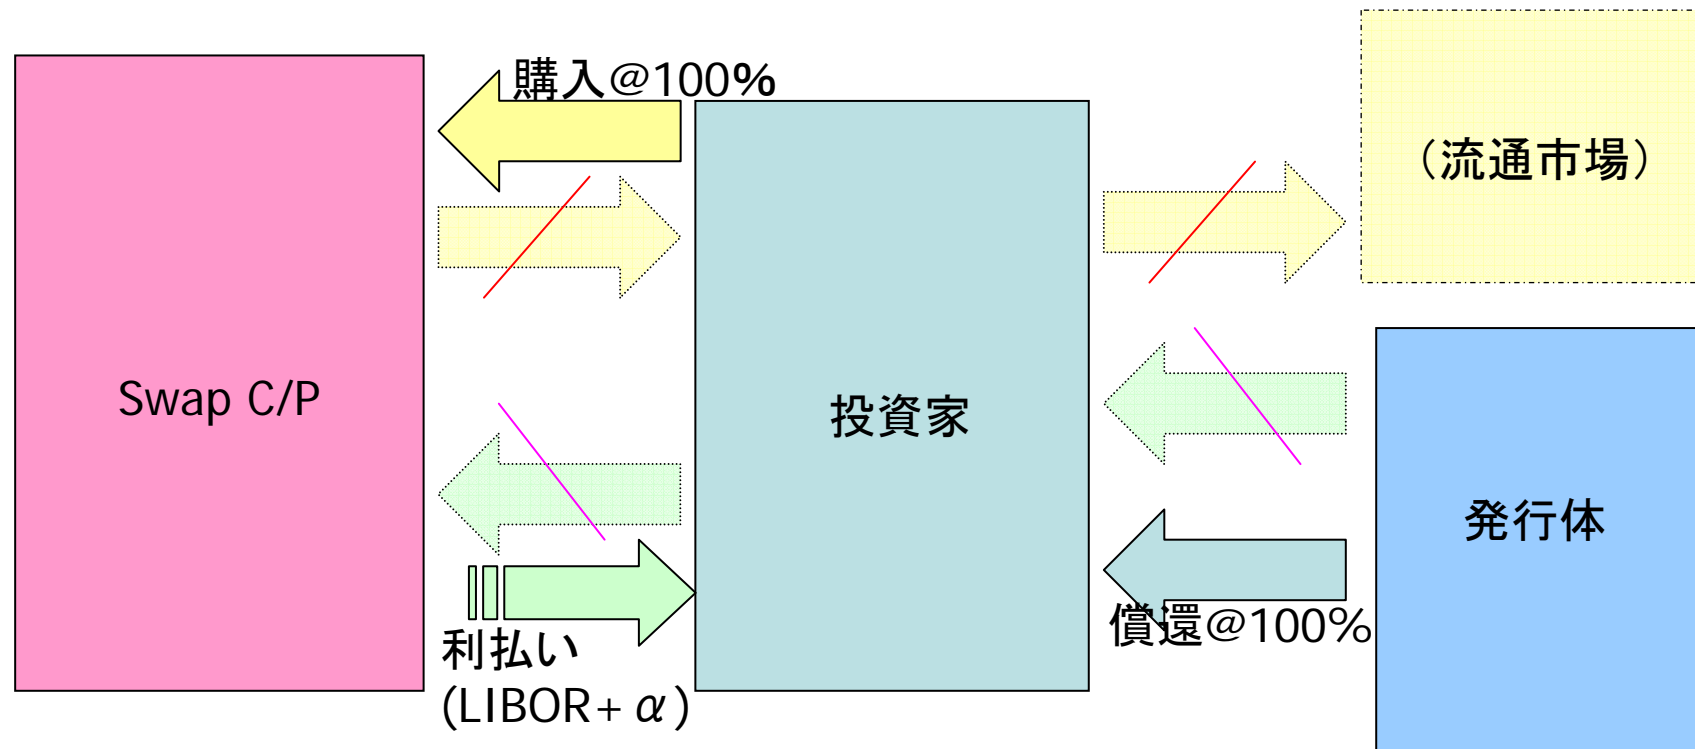 購入@100%
（流通市場）
Swap C/P
投資家
発行体
償還@100%
利払い
(LIBOR+α)